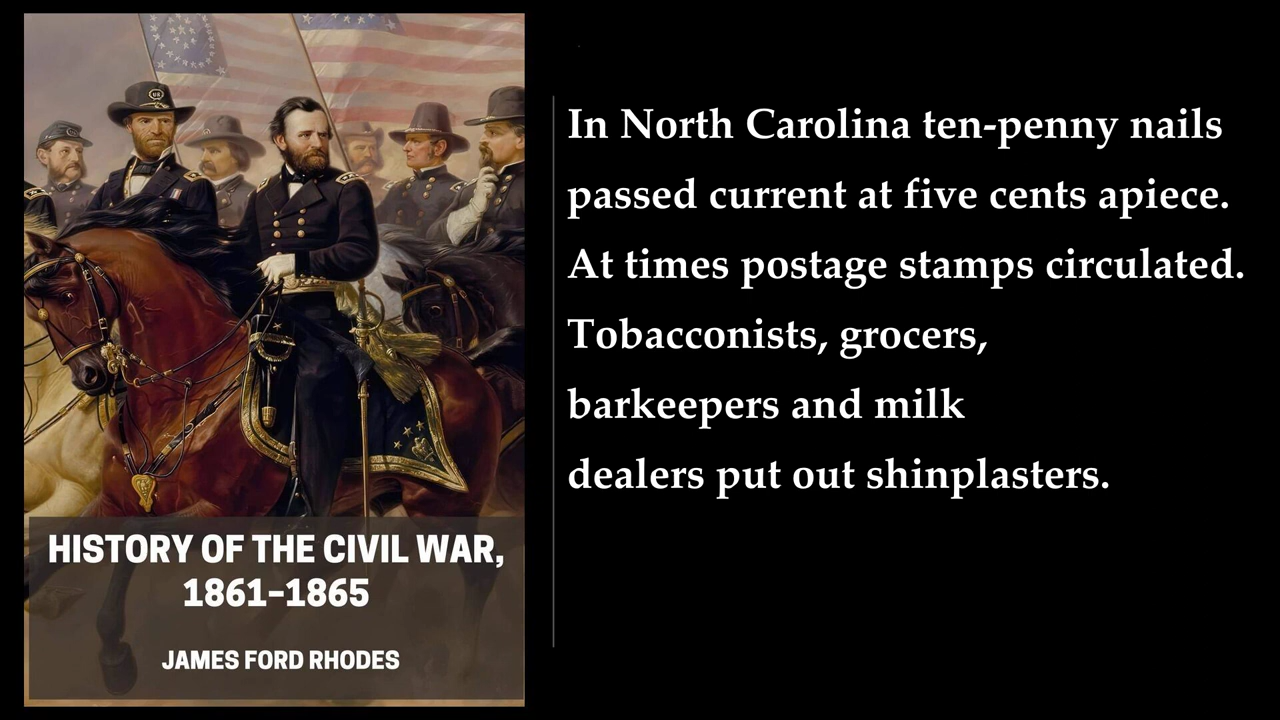 In North Carolina ten-penny nails
passed current at five cents apiece.
At times postage stamps circulated.
Tobacconists, grocers,
barkeepers and milk
dealers put out shinplasters.
HISTORY OF THE CIVIL WAR,
1861–1865
JAMES FORD RHODES